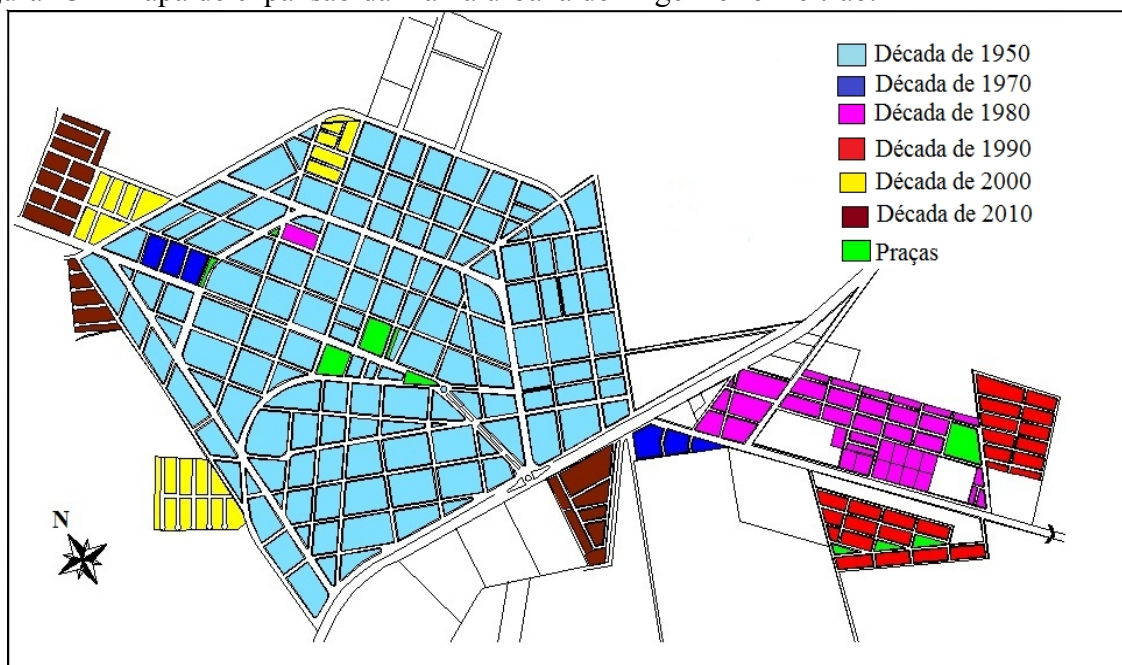 Década de 1950
Década de 1970
Década de 1980
Década de 1990
Década de 2000
Década de 2010
Praças
N